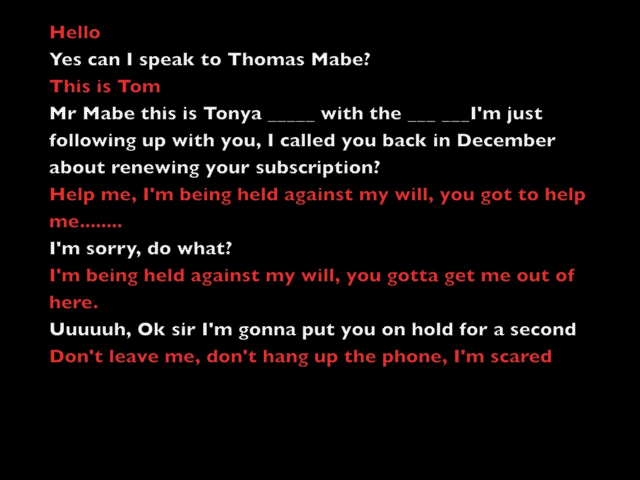 Hello
Yes can I speak to Thomas Mabe?
This is Tom
Mr Mabe this is Tonya _____ with the ___ ___I'm just
following up with you, I called you back in December
about renewing your subscription?
Help me, I'm being held against my will, you got to help
me........
I'm sorry, do what?
I'm being held against my will, you gotta get me out of
here.
Uuuuuh, Ok sir I'm gonna put you on hold for a second
Don't leave me, don't hang up the phone, I'm scared